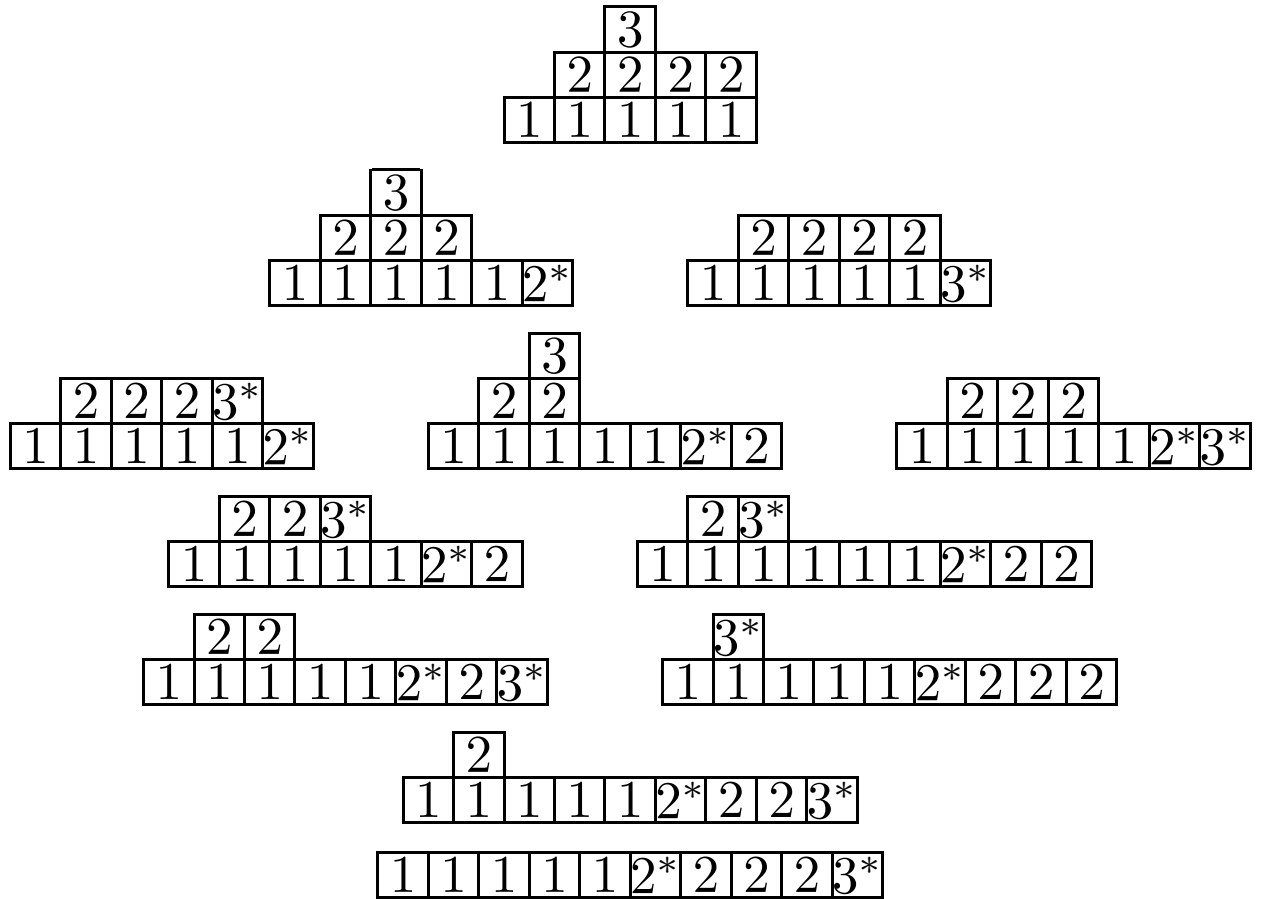 3
2 2 2 2
1 1 1 1 1
3
2 2 2
1 1 1 1 1 2*
2 2 2 2
1 1 1 1 1 3*
2 2 2 3*
1 1 1 1 1 2*
3
2 2
1 1 1 1 1 2* 2
2 2 2
1 1 1 1 1 2* 3*
2 2 3*
1 1 1 1 1 2* 2
2 3*
1 1 1 1 1 1 2* 2 2
2 2
1 1 1 1 1 2* 2 3*
3*
1 1 1 1 1 2* 2 2 2
2
1 1 1 1 1 2* 2 2 3*
1 1 1 1 1 2* 2 2 2 3*